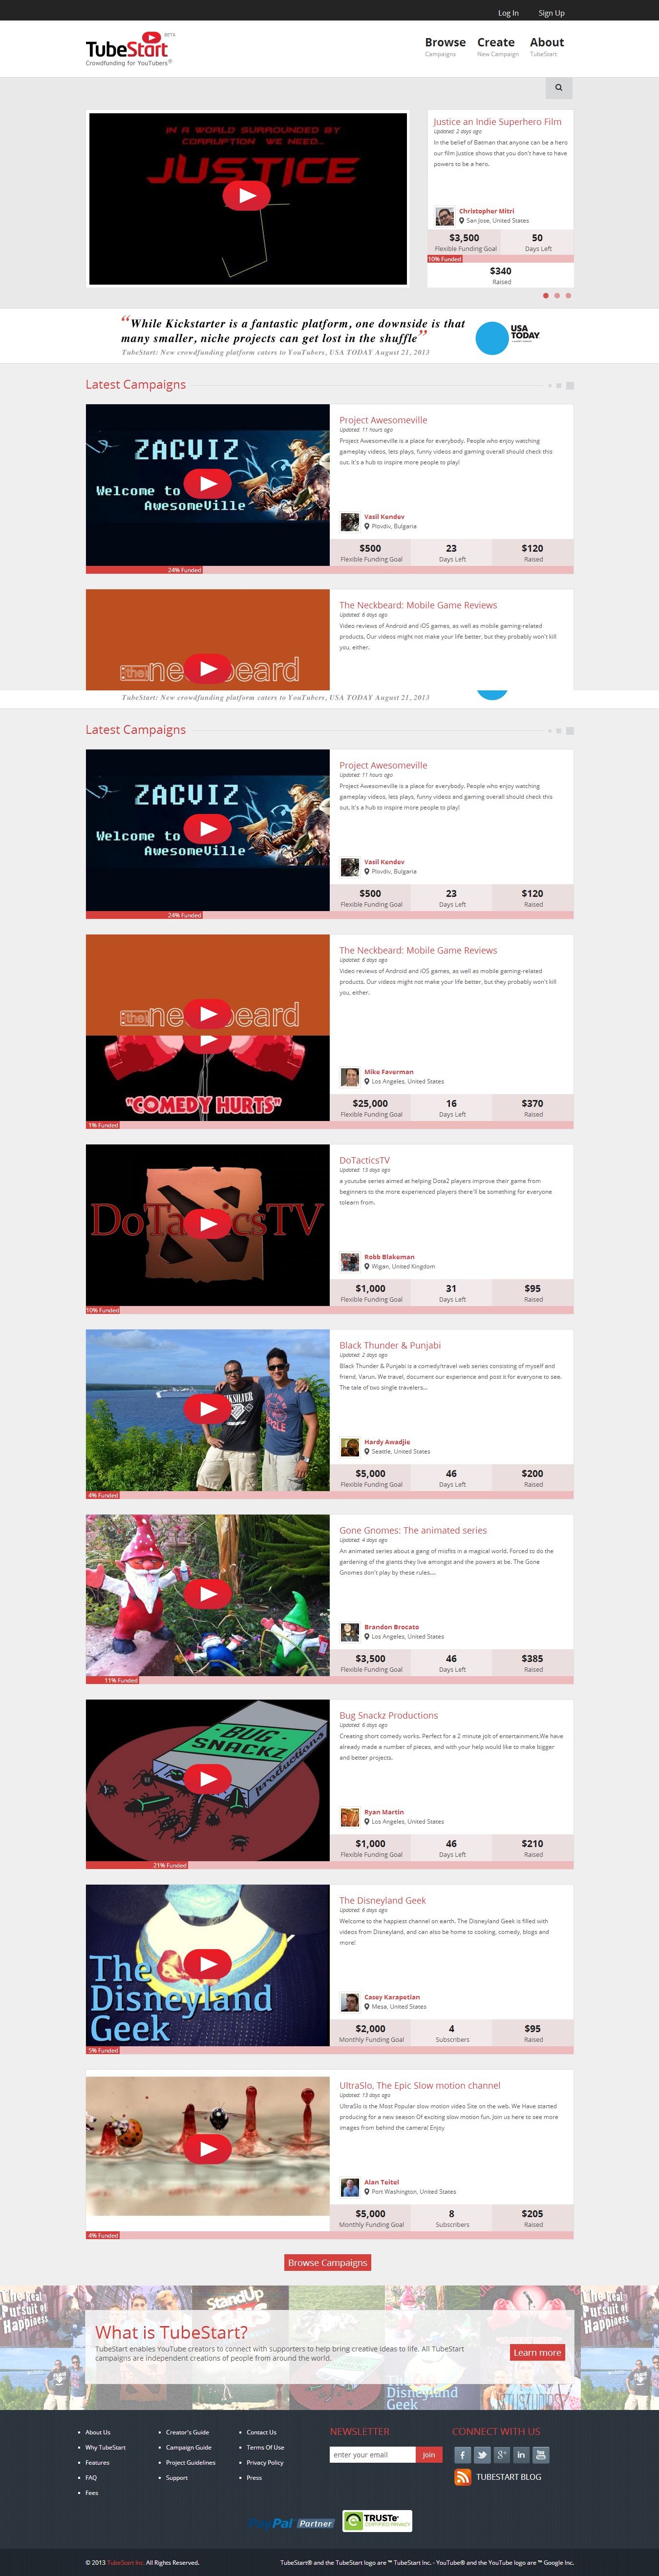 Log In Sign Up
TubeStart BETA
Crowdfunding for YouTubers®
Browse Create About
Campaigns New Campaign TubeStart
IN A WORLD SURROUNDED BY
CORRUPTION WE NEED...
JUSTICE
Justice an Indie Superhero Film
Updated: 2 days ago
In the belief of Batman that anyone can be a hero
our film Justice shows that you don't have to have
powers to be a hero.
Christopher Mitri
San Jose, United States
$3,500 50
Flexible Funding Goal Days Left
10% Funded
$340
Raised
“While Kickstarter is a fantastic platform, one downside is that
many smaller, niche projects can get lost in the shuffle”
TubeStart: New crowdfunding platform caters to YouTubers, USA TODAY August 21, 2013
USA
TODAY
Latest Campaigns
ZACVIZ
Welcome to
AwesomeVille
Project Awesomeville
Updated: 11 hours ago
Project Awesomeville is a place for everybody. People who enjoy watching
gameplay videos, lets plays, funny videos and gaming overall should check this
out. It's a hub to inspire more people to play!
Vasil Kendev
Plovdiv, Bulgaria
$500 23 $120
Flexible Funding Goal Days Left Raised
24% Funded
the
The Neckbeard: Mobile Game Reviews
Updated: 6 days ago
Video reviews of Android and iOS games, as well as mobile gaming-related
products. Our videos might not make your life better, but they probably won't kill
you, either.
TubeStart: New crowdfunding platform caters to YouTubers, USA TODAY August 21, 2013
Latest Campaigns
ZACVIZ
Welcome to
AwesomeVille
Project Awesomeville
Updated: 11 hours ago
Project Awesomeville is a place for everybody. People who enjoy watching
gameplay videos, lets plays, funny videos and gaming overall should check this
out. It's a hub to inspire more people to play!
Vasil Kendev
Plovdiv, Bulgaria
$500 23 $120
Flexible Funding Goal Days Left Raised
24% Funded
the
The Neckbeard: Mobile Game Reviews
Updated: 6 days ago
Video reviews of Android and iOS games, as well as mobile gaming-related
products. Our videos might not make your life better, but they probably won't kill
you, either.
"COMEDY HURTS"
Mike Faverman
Los Angeles, United States
$25,000 16 $370
Flexible Funding Goal Days Left Raised
1% Funded
DoTacticsTV
DoTacticsTV
Updated: 13 days ago
a youtube series aimed at helping Dota2 players improve their game from
beginners to the more experienced players there'll be something for everyone
tolearn from.
Robb Blakeman
Wigan, United Kingdom
$1,000 31 $95
Flexible Funding Goal Days Left Raised
10% Funded
Black Thunder & Punjabi
Updated: 2 days ago
Black Thunder & Punjabi is a comedy/travel web series consisting of myself and
friend, Varun. We travel, document our experience and post it for everyone to see.
The tale of two single travelers...
Hardy Awadjie
Seattle, United States
$5,000 46 $200
Flexible Funding Goal Days Left Raised
4% Funded
Gone Gnomes: The animated series
Updated: 4 days ago
An animated series about a gang of misfits in a magical world. Forced to do the
gardening of the giants they live amongst and the powers at be. The Gone
Gnomes don't play by these rules....
Brandon Brocato
Los Angeles, United States
$3,500 46 $385
Flexible Funding Goal Days Left Raised
11% Funded
BUG
SNACKZ
productions
Bug Snackz Productions
Updated: 6 days ago
Creating short comedy works. Perfect for a 2 minute jolt of entertainment.We have
already made a number of pieces, and with your help would like to make bigger
and better projects.
Ryan Martin
Los Angeles, United States
$1,000 46 $210
Flexible Funding Goal Days Left Raised
21% Funded
The
Disneyland
Geek
The Disneyland Geek
Updated: 6 days ago
Welcome to the happiest channel on earth. The Disneyland Geek is filled with
videos from Disneyland, and can also be home to cooking, comedy, blogs and
more!
Casey Karapetian
Mesa, United States
$2,000 4 $95
Monthly Funding Goal Subscribers Raised
5% Funded
UltraSlo, The Epic Slow motion channel
Updated: 13 days ago
UltraSlo is the Most Popular slow motion video Site on the web. We Have started
producing for a new season Of exciting slow motion fun. Join us here to see more
images from behind the camera! Enjoy
Alan Teitel
Port Washington, United States
$5,000 8 $205
Monthly Funding Goal Subscribers Raised
4% Funded
Browse Campaigns
What is TubeStart?
TubeStart enables YouTube creators to connect with supporters to help bring creative ideas to life. All TubeStart
campaigns are independent creations of people from around the world.
Learn more
About Us Creator's Guide Contact Us
Why TubeStart Campaign Guide Terms Of Use
Features Project Guidelines Privacy Policy
FAQ Support Press
Fees
NEWSLETTER
enter your email Join
CONNECT WITH US
TUBESTART BLOG
PayPal Partner
TRUSTe
CERTIFIED PRIVACY
© 2013 TubeStart Inc. All Rights Reserved.
TubeStart® and the TubeStart logo are ™ TubeStart Inc. - YouTube® and the YouTube logo are ™ Google Inc.